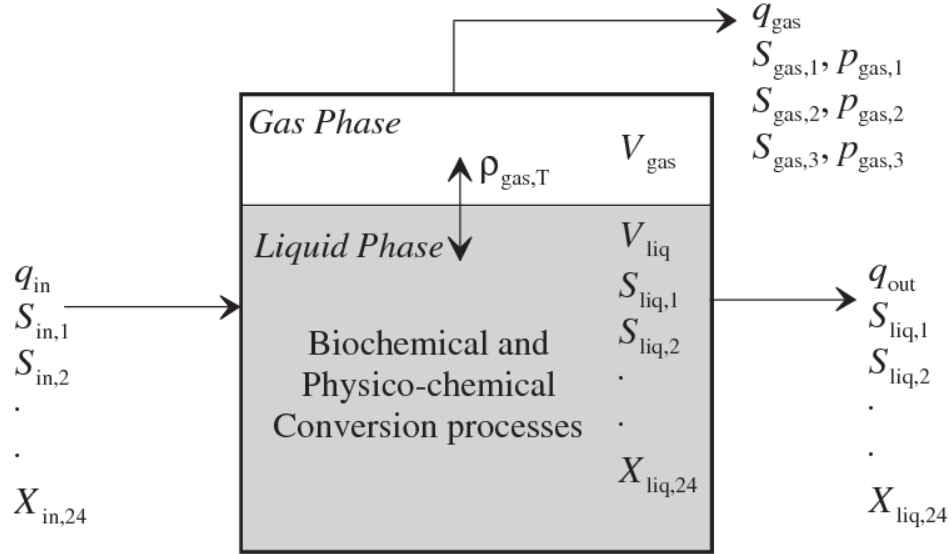 q_gas
S_gas,1, p_gas,1
S_gas,2, p_gas,2
S_gas,3, p_gas,3
Gas Phase
V_gas
ρ_gas,T
Liquid Phase
V_liq
S_liq,1
S_liq,2
.
.
X_liq,24
Biochemical and
Physico-chemical
Conversion processes
q_in
S_in,1
S_in,2
.
.
X_in,24
q_out
S_liq,1
S_liq,2
.
.
X_liq,24